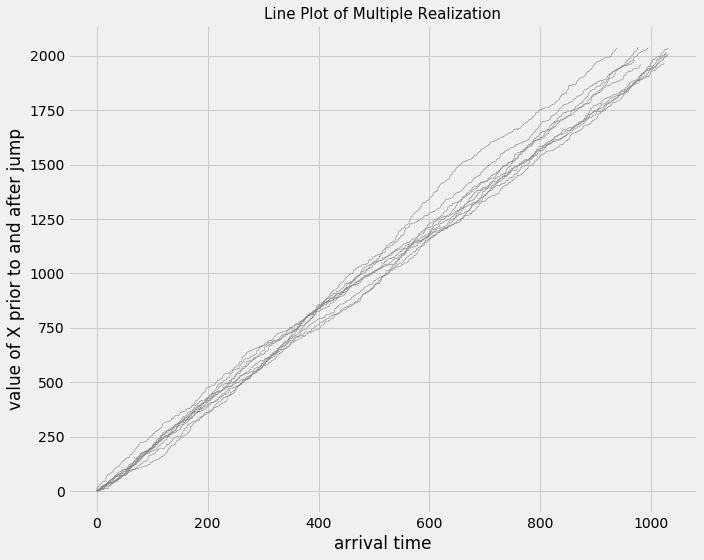 Line Plot of Multiple Realization
2000
1750
1500
1250
1000
750
500
250
0
value of X prior to and after jump
0 200 400 600 800 1000
arrival time